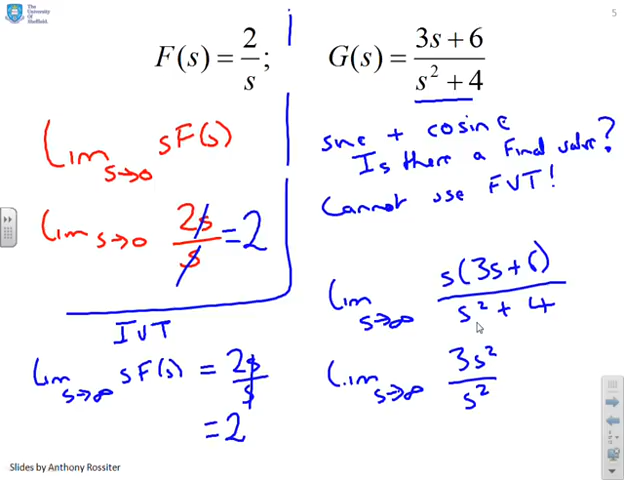 The University Of Sheffield.
5
F(s) = 2/s;
Lim s→0 sF(s)
Lim s→0 2s/s = 2
IVT
Lim s→∞ sF(s) = 2s/s
= 2
G(s) = (3s + 6)/(s² + 4)
sine + cosine
Is there a final value?
Cannot use FVT!
Lim s→∞ s(3s + 6)/(s² + 4)
Lim s→∞ 3s²/s²
Slides by Anthony Rossiter